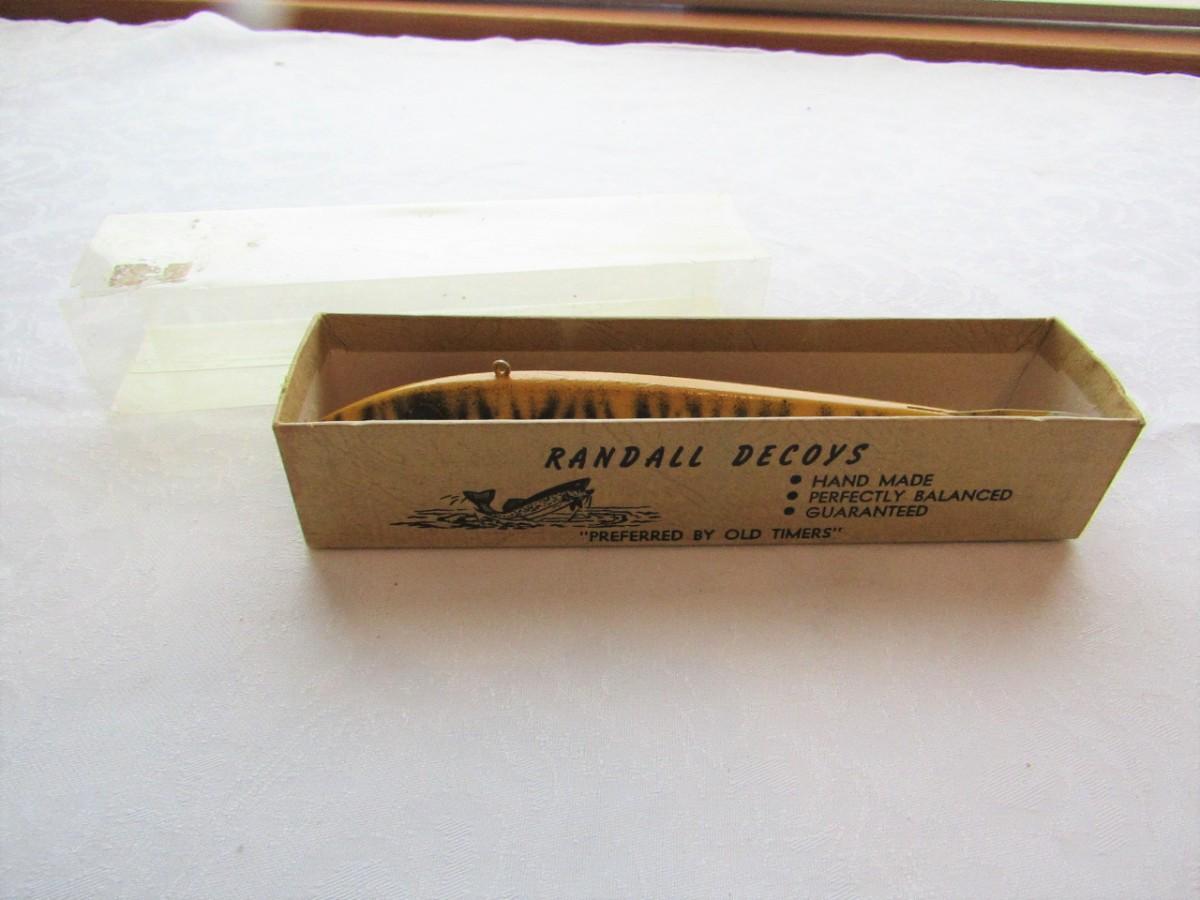 RANDALL DECOYS
• HAND MADE
• PERFECTLY BALANCED
• GUARANTEED
"PREFERRED BY OLD TIMERS"